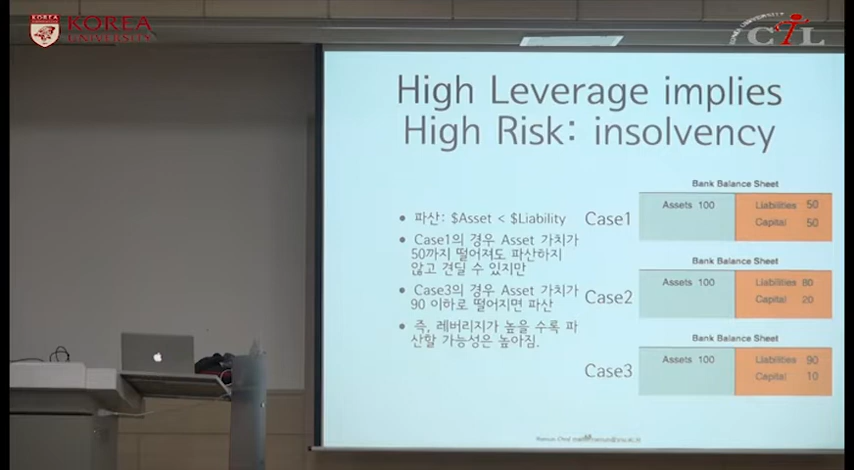 KOREA
UNIVERSITY
CTL
High Leverage implies
High Risk: insolvency
• 파산: $Asset < $Liability
• Case1의 경우 Asset 가치가
50까지 떨어져도 파산하지
않고 견딜 수 있지만
• Case3의 경우 Asset 가치가
90 이하로 떨어지면 파산
• 즉, 레버리지가 높을 수록 파
산할 가능성은 높아짐.
Case1
Bank Balance Sheet
Assets 100
Liabilities 50
Capital 50
Case2
Bank Balance Sheet
Assets 100
Liabilities 80
Capital 20
Case3
Bank Balance Sheet
Assets 100
Liabilities 90
Capital 10